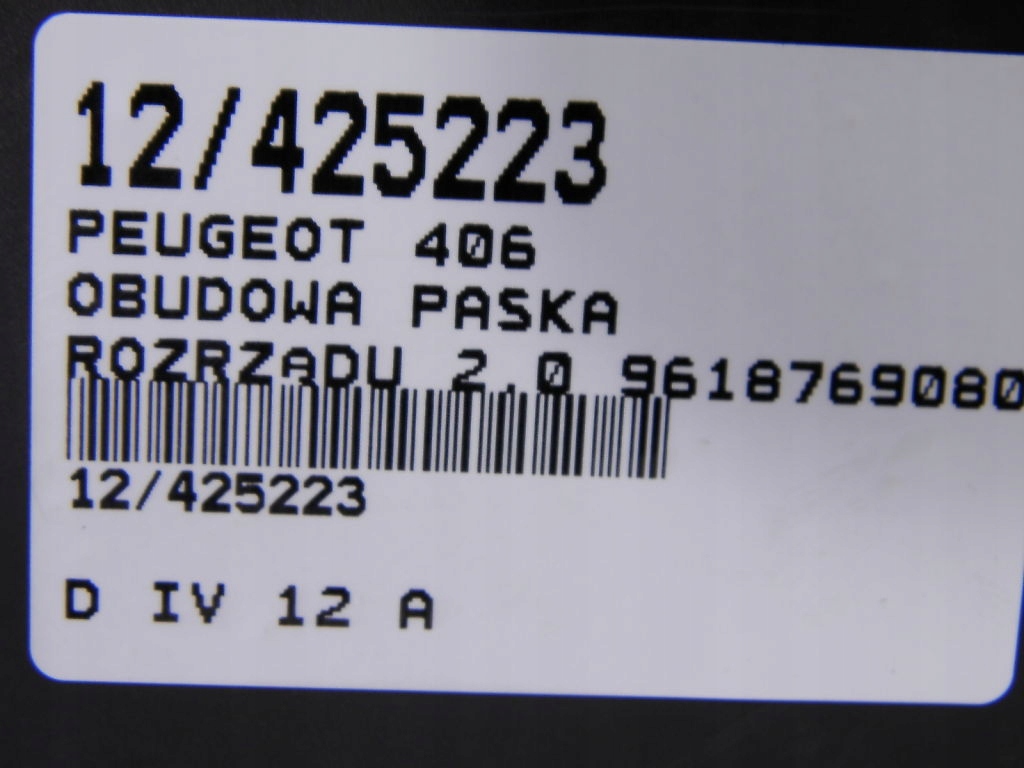 12/425223
PEUGEOT 406
OBUDOWA PASKA
ROZRZADU 2.0 9618769080
12/425223
D IV 12 A